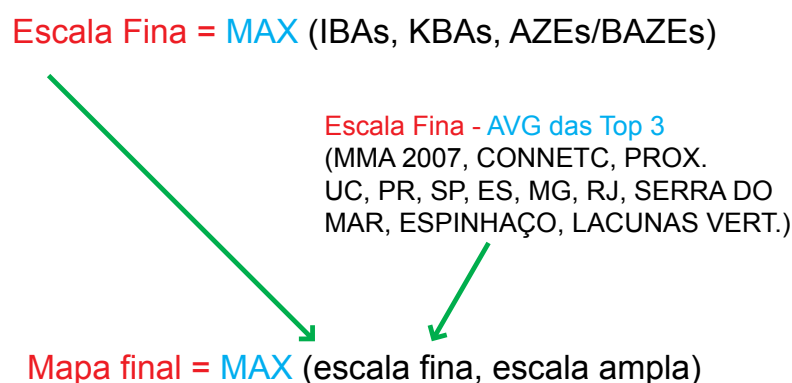 Escala Fina = MAX (IBAs, KBAs, AZEs/BAZEs)
Escala Fina - AVG das Top 3
(MMA 2007, CONNETC, PROX.
UC, PR, SP, ES, MG, RJ, SERRA DO
MAR, ESPINHAÇO, LACUNAS VERT.)
Mapa final = MAX (escala fina, escala ampla)